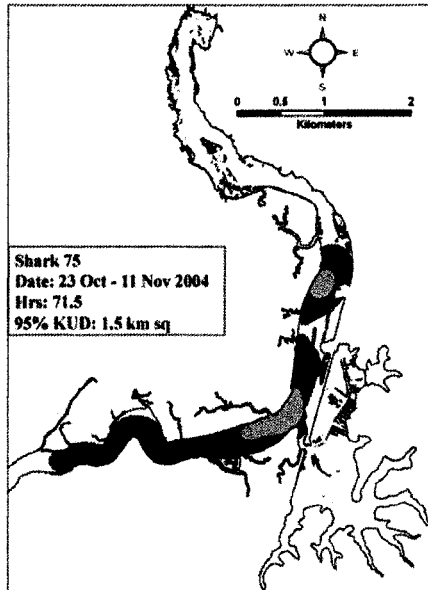 N
W E
S
0 0.5 1 2
Kilometers
Shark 75
Date: 23 Oct - 11 Nov 2004
Hrs: 71.5
95% KUD: 1.5 km sq